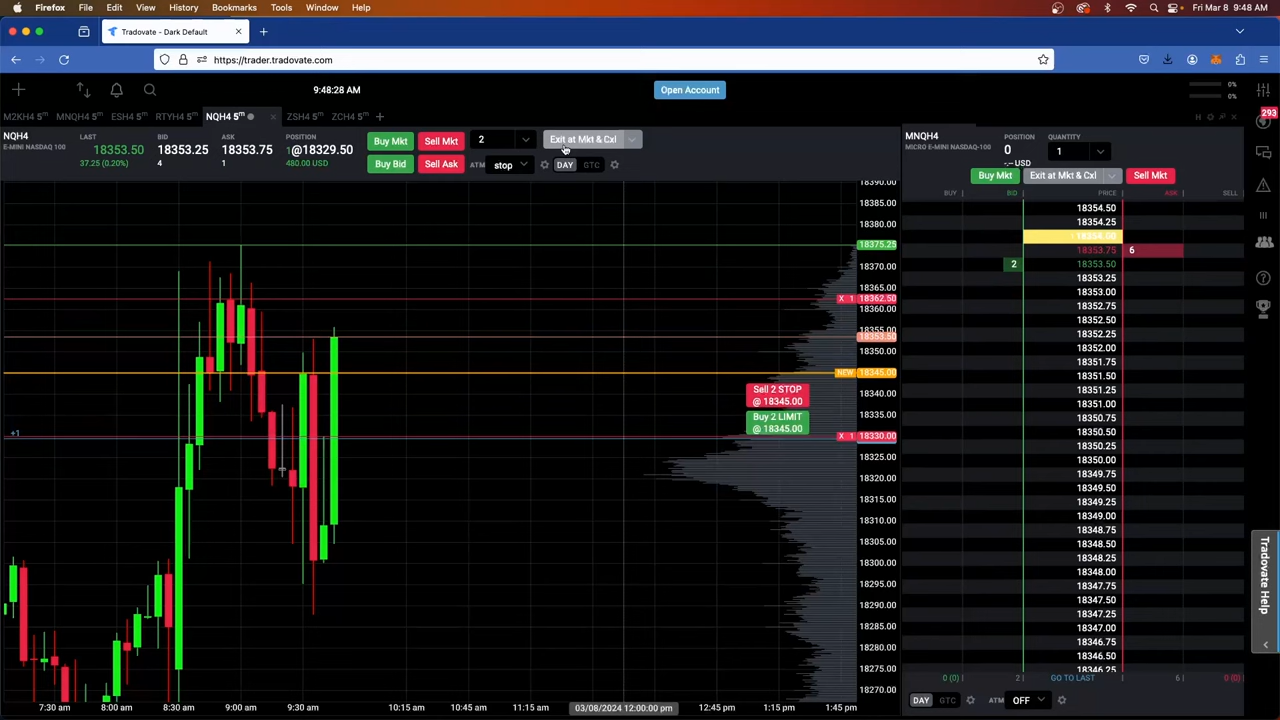 Firefox File Edit View History Bookmarks Tools Window Help Fri Mar 8 9:48 AM
Tradovate - Dark Default
https://trader.tradovate.com
9:48:28 AM Open Account 0%
0%
M2KH4 5m MNQH4 5m ESH4 5m RTYH4 5m NQH4 5m ZSH4 5m ZCH4 5m
293
NQH4 LAST BID ASK POSITION
E-MINI NASDAQ 100 18353.50 18353.25 18353.75 1@18329.50
37.25 (0.20%) 4 1 480.00 USD
Buy Mkt Sell Mkt 2 Exit at Mkt & Cxl
Buy Bid Sell Ask ATM stop DAY GTC
MNQH4 POSITION QUANTITY
MICRO E-MINI NASDAQ-100 0 1
-.-- USD
Buy Mkt Exit at Mkt & Cxl Sell Mkt
BUY BID PRICE ASK SELL
18390.00
18385.00
18380.00
18375.25
18370.00
18365.00
X 1 18362.50
18360.00
18355.00
18353.50
18350.00
NEW 18345.00
18340.00
18335.00
X 1 18330.00
18325.00
18320.00
18315.00
18310.00
18305.00
18300.00
18295.00
18290.00
18285.00
18280.00
18275.00
18270.00
Sell 2 STOP
@ 18345.00
Buy 2 LIMIT
@ 18345.00
+1
7:30 am 8:00 am 8:30 am 9:00 am 9:30 am 10:15 am 10:45 am 11:15 am 03/08/2024 12:00:00 pm 12:45 pm 1:15 pm 1:45 pm
18354.50
18354.25
18354.00
18353.75 6
2 18353.50
18353.25
18353.00
18352.75
18352.50
18352.25
18352.00
18351.75
18351.50
18351.25
18351.00
18350.75
18350.50
18350.25
18350.00
18349.75
18349.50
18349.25
18349.00
18348.75
18348.50
18348.25
18348.00
18347.75
18347.50
18347.25
18347.00
18346.75
18346.50
18346.25
0 (0) 2 GO TO LAST 6 0 (0)
DAY GTC ATM OFF
Tradovate Help